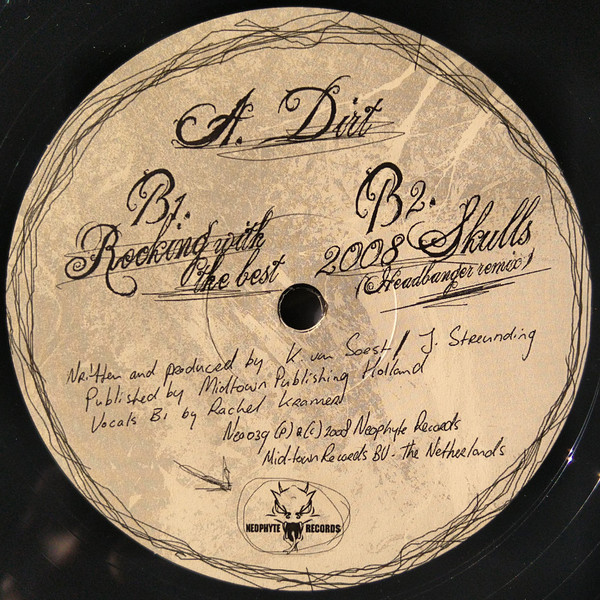 A. Dirt
B1.
Rocking with
the best
B2.
2008 Skulls
(Headbanger remix)
Written and produced by K. van Soest / J. Streunding
Published by Midtown Publishing Holland
Vocals B1 by Rachel Kramer
Neo039 (p) & (c) 2008 Neophyte Records
Mid-town Records BV - The Netherlands
NEOPHYTE RECORDS